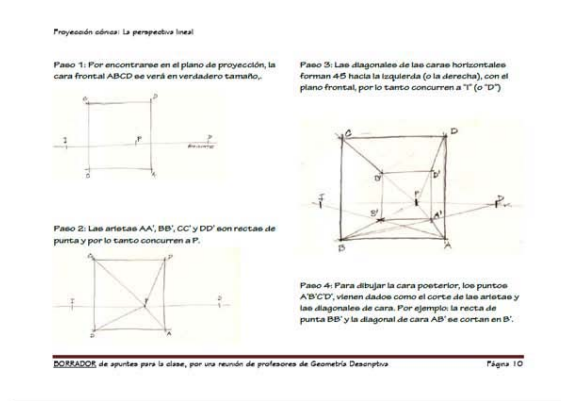 Proyección cónica: La perspectiva lineal
Paso 1: Por encontrarse en el plano de proyección, la
cara frontal ABCD se verá en verdadero tamaño,.
D
I
P
A
Paso 2: Las aristas AA', BB', CC' y DD' son rectas de
punta y por lo tanto concurren a P.
I
P
A
Paso 3: Las diagonales de las caras horizontales
forman 45 hacia la izquierda (o la derecha), con el
plano frontal, por lo tanto concurren a "I" (o "D")
C
D
D'
P
B'
A'
B
A
Paso 4: Para dibujar la cara posterior, los puntos
A'B'C'D', vienen dados como el corte de las aristas y
las diagonales de cara. Por ejemplo: la recta de
punta BB' y la diagonal de cara AB' se cortan en B'.
BORRADOR de apuntes para la clase, por una reunión de profesores de Geometría Descriptiva
Página 10